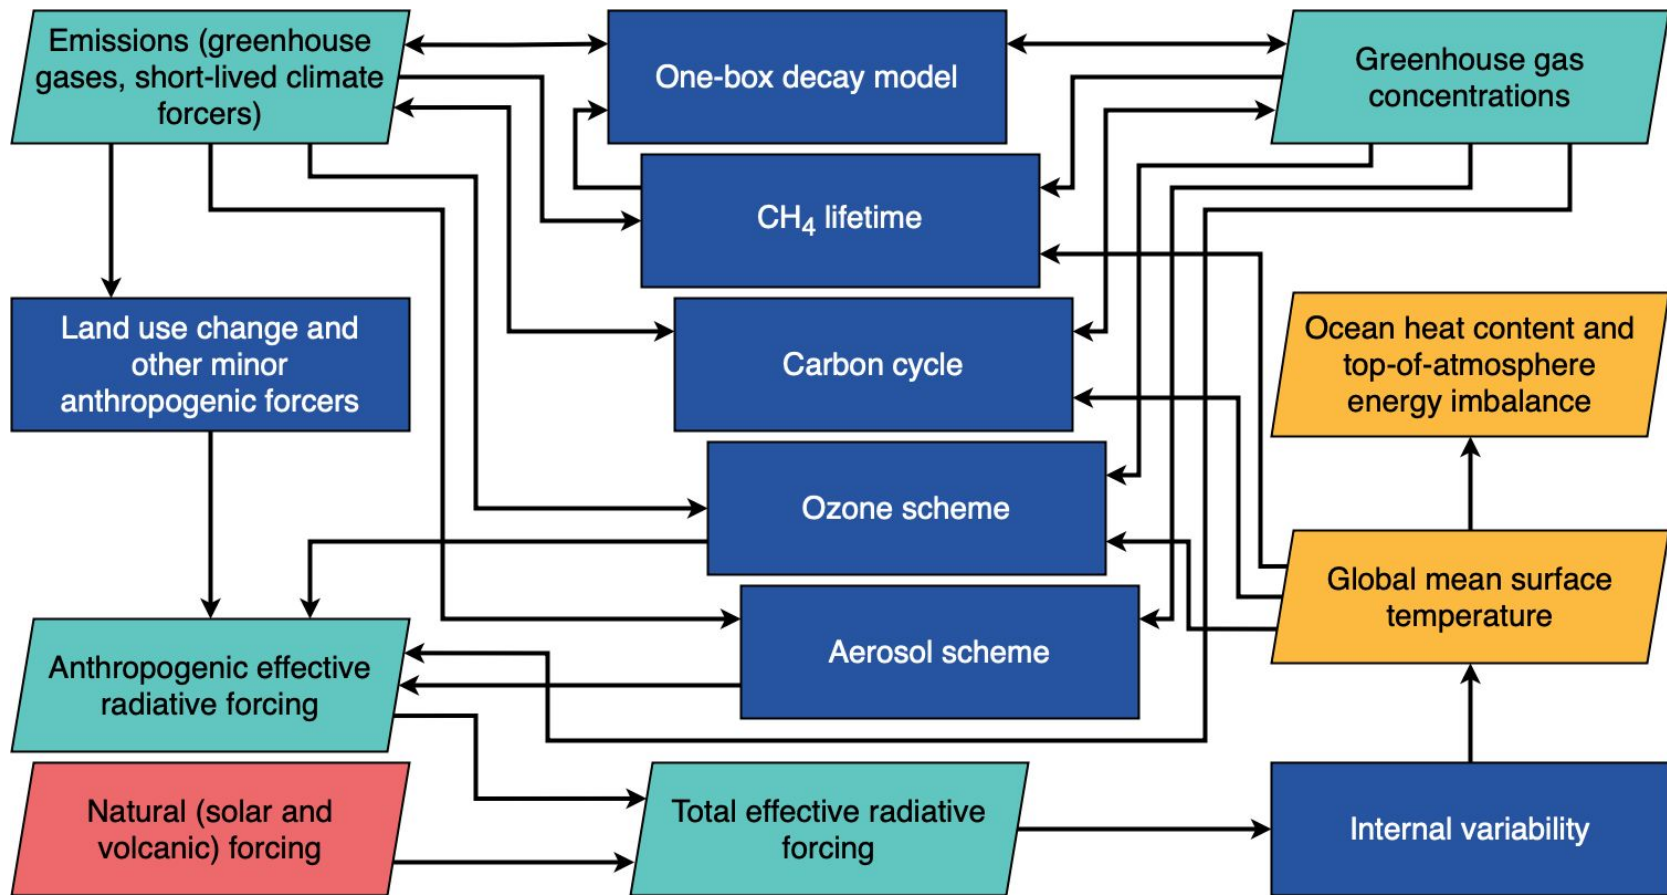 Emissions (greenhouse
gases, short-lived climate
forcers)
One-box decay model
Greenhouse gas
concentrations
CH₄ lifetime
Land use change and
other minor
anthropogenic forcers
Carbon cycle
Ocean heat content and
top-of-atmosphere
energy imbalance
Ozone scheme
Global mean surface
temperature
Aerosol scheme
Anthropogenic effective
radiative forcing
Natural (solar and
volcanic) forcing
Total effective radiative
forcing
Internal variability